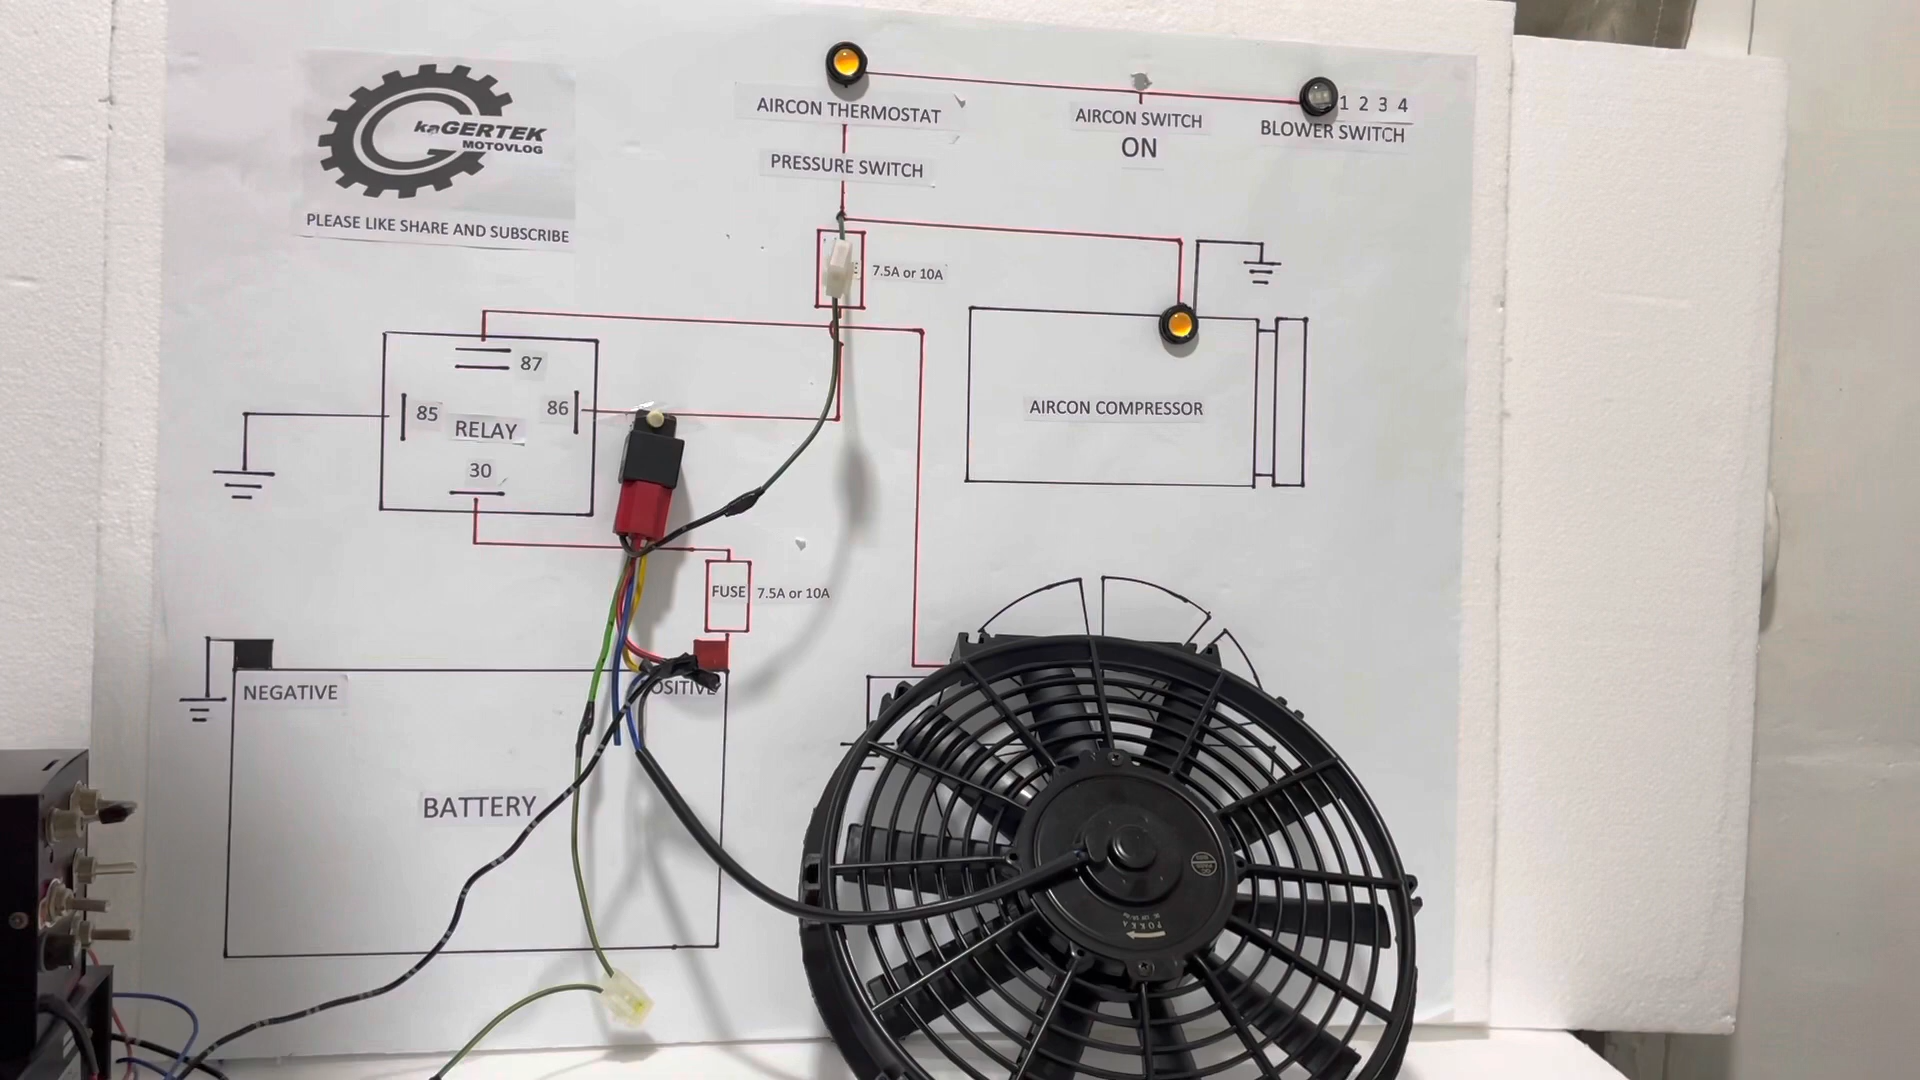 kaGERTEK
MOTOVLOG
PLEASE LIKE SHARE AND SUBSCRIBE
AIRCON THERMOSTAT
AIRCON SWITCH
ON
1 2 3 4
BLOWER SWITCH
PRESSURE SWITCH
7.5A or 10A
87
85
86
RELAY
30
AIRCON COMPRESSOR
FUSE
7.5A or 10A
NEGATIVE
OSITIVE
BATTERY
POKKA